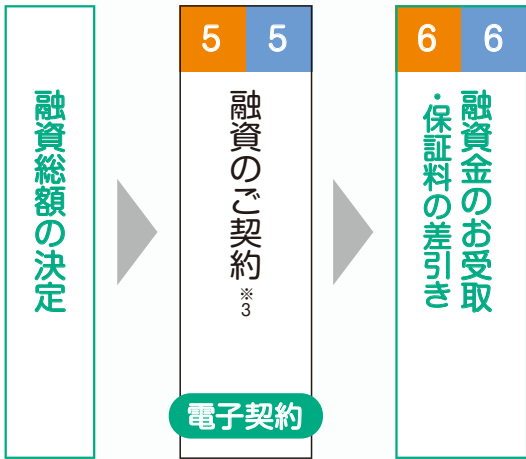 融資総額の決定
5 5
融資のご契約※3
電子契約
6 6
融資金のお受取
・保証料の差引き